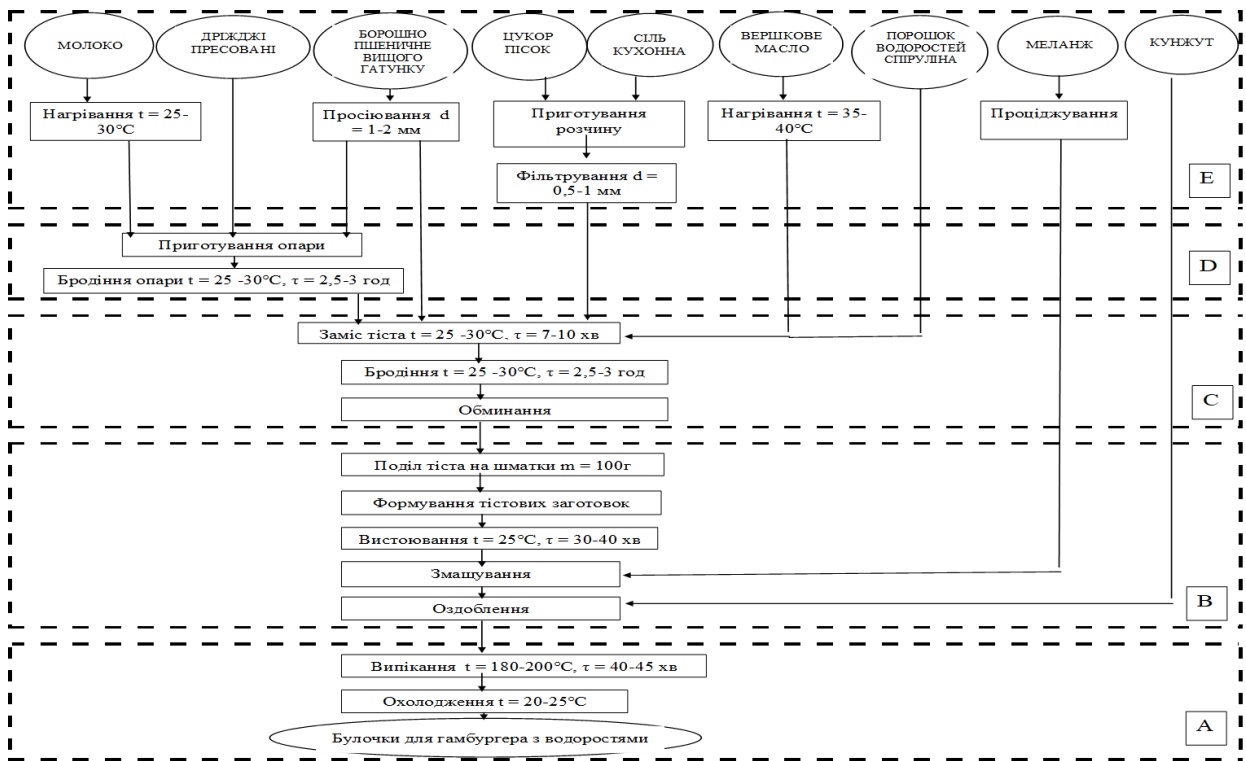 МОЛОКО
ДРІЖДЖІ
ПРЕСОВАНІ
БОРОШНО
ПШЕНИЧНЕ
ВИЩОГО
ГАТУНКУ
ЦУКОР
ПІСОК
СІЛЬ
КУХОННА
ВЕРШКОВЕ
МАСЛО
ПОРОШОК
ВОДОРОСТЕЙ
СПІРУЛІНА
МЕЛАНЖ
КУНЖУТ
Нагрівання t = 25-
30°C
Просіювання d
= 1-2 мм
Приготування
розчину
Нагрівання t = 35-
40°C
Проціджування
Фільтрування d =
0,5-1 мм
E
Приготування опари
Бродіння опари t = 25 -30°C, τ = 2,5-3 год
D
Заміс тіста t = 25 -30°C, τ = 7-10 хв
Бродіння t = 25 -30°C, τ = 2,5-3 год
Обминання
C
Поділ тіста на шматки m = 100г
Формування тістових заготовок
Вистоювання t = 25°C, τ = 30-40 хв
Змащування
Оздоблення
B
Випікання t = 180-200°C, τ = 40-45 хв
Охолодження t = 20-25°C
Булочки для гамбургера з водоростями
A